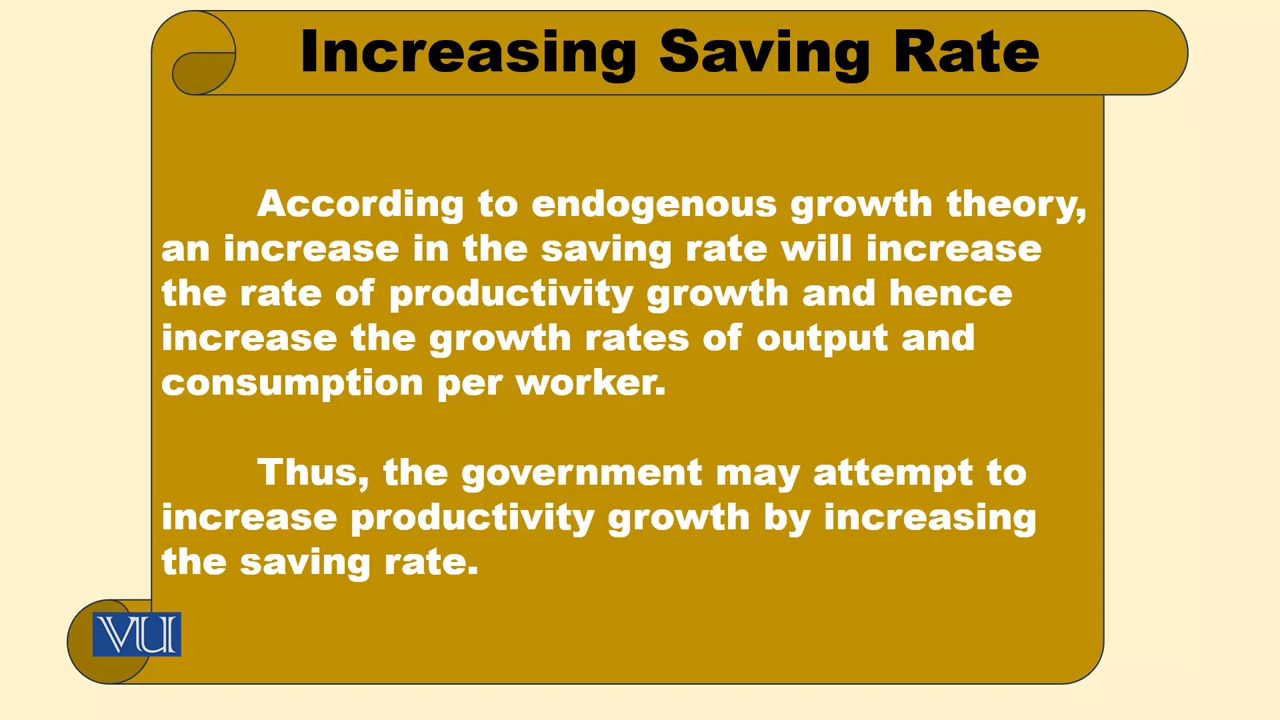 Increasing Saving Rate
According to endogenous growth theory,
an increase in the saving rate will increase
the rate of productivity growth and hence
increase the growth rates of output and
consumption per worker.
Thus, the government may attempt to
increase productivity growth by increasing
the saving rate.
VU